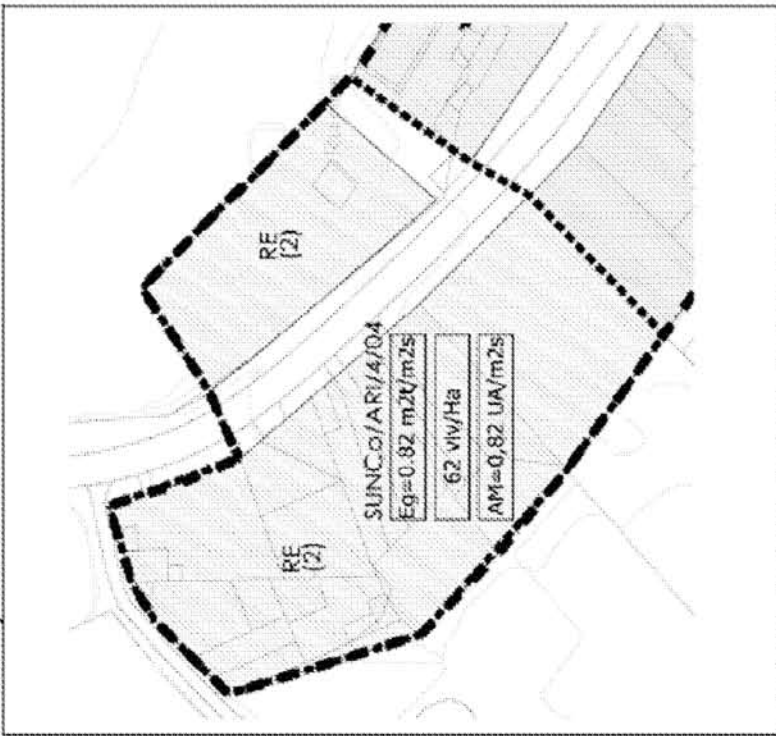 RE
(2)
SUNC.o/ARI/4/04
Eg=0.82 m2t/m2s
62 viv/Ha
AM=0,82 UA/m2s
RE
(2)